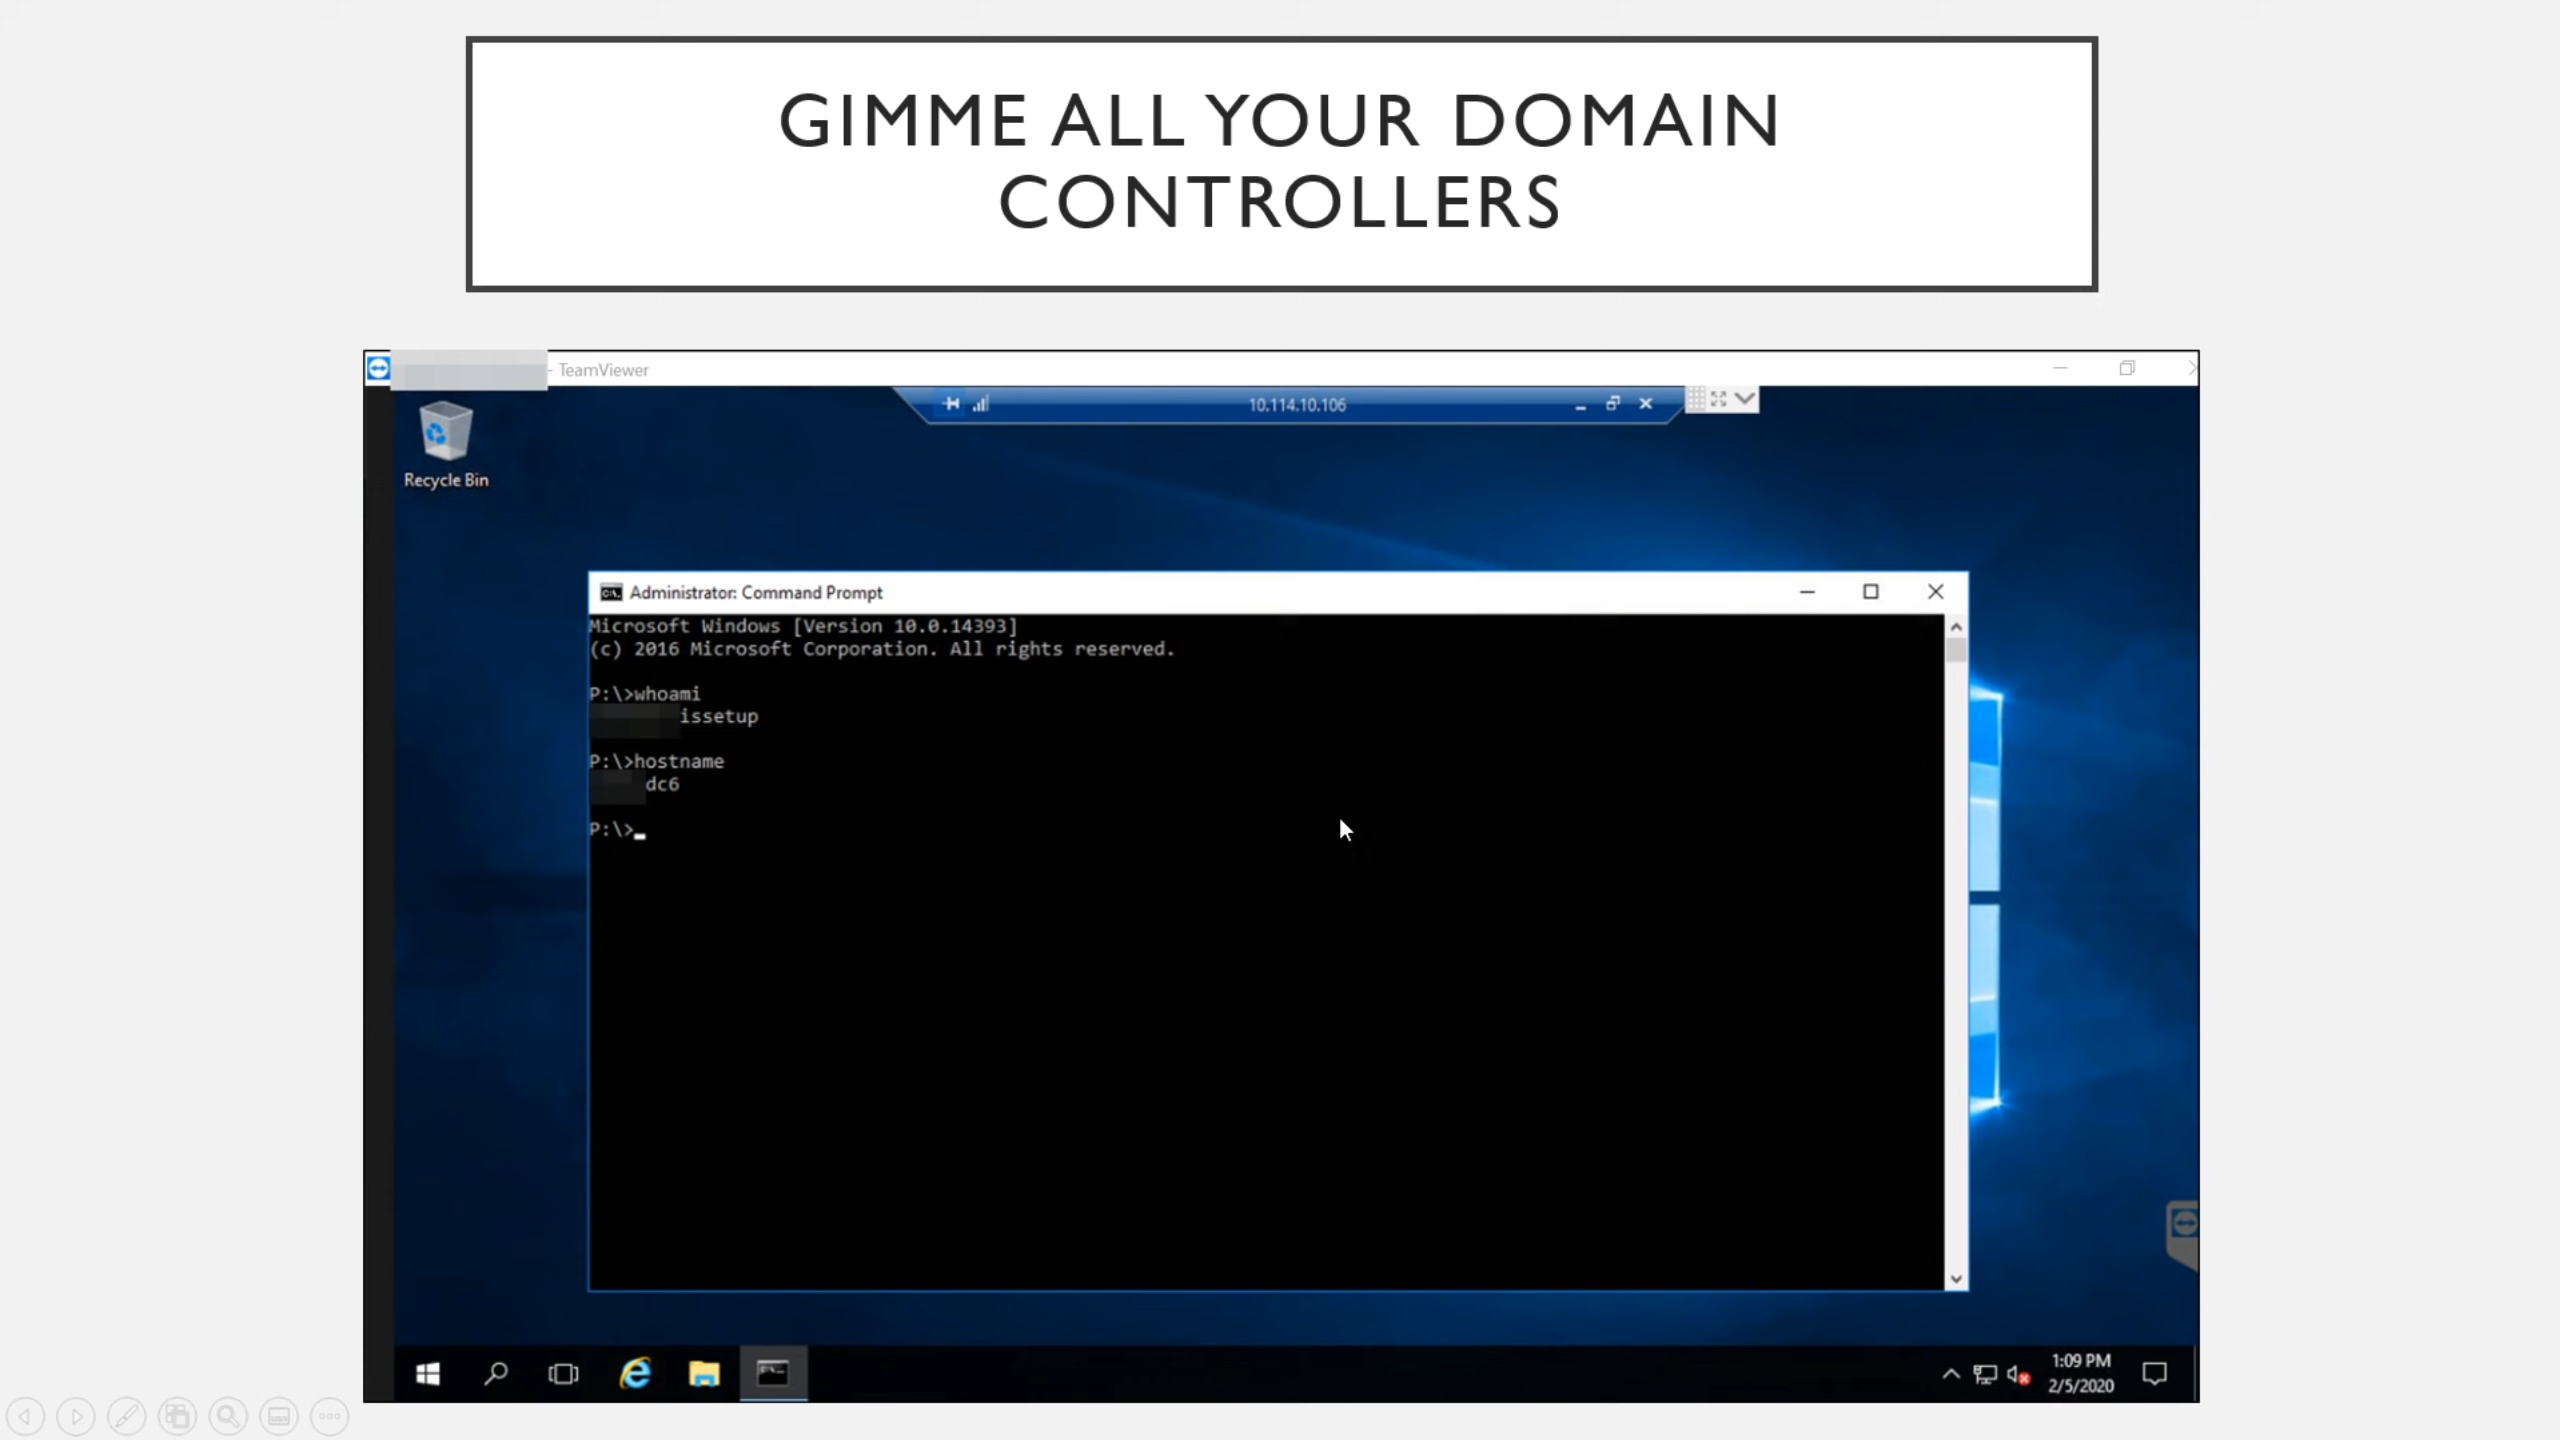 GIMME ALL YOUR DOMAIN
CONTROLLERS
- TeamViewer
10.114.10.106
Recycle Bin
Administrator: Command Prompt
Microsoft Windows [Version 10.0.14393]
(c) 2016 Microsoft Corporation. All rights reserved.
P:\>whoami
issetup
P:\>hostname
dc6
P:\>
1:09 PM
2/5/2020